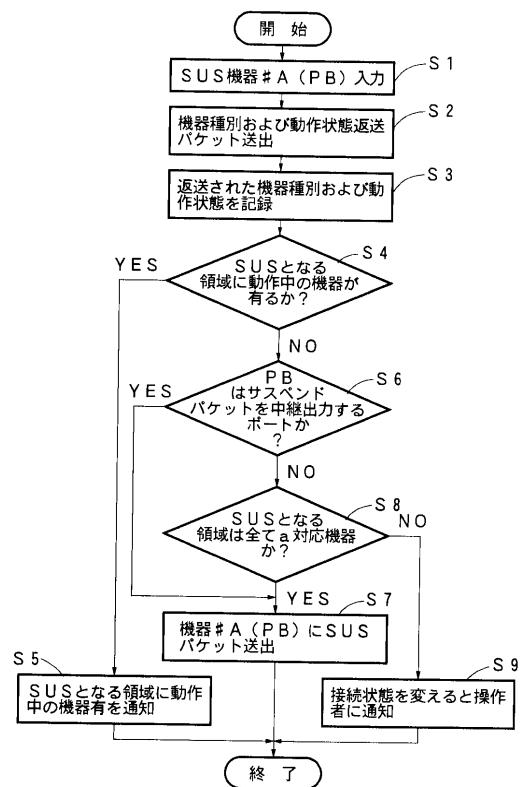 開 始
SUS機器#A(PB)入力
S1
機器種別および動作状態返送
パケット送出
S2
返送された機器種別および動
作状態を記録
S3
SUSとなる
領域に動作中の機器が
有るか?
S4
YES
NO
PB
はサスペンド
パケットを中継出力する
ポートか
?
S6
YES
NO
SUSとなる
領域は全てa対応機器
か?
S8
NO
YES
機器#A(PB)にSUS
パケット送出
S7
S5
SUSとなる領域に動作
中の機器有を通知
S9
接続状態を変えると操作
者に通知
終 了